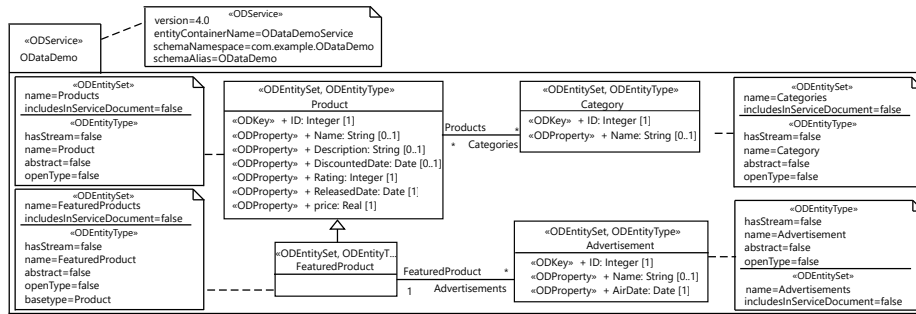 «ODService»
ODataDemo
«ODService»
version=4.0
entityContainerName=ODataDemoService
schemaNamespace=com.example.ODataDemo
schemaAlias=ODataDemo
«ODEntitySet»
name=Products
includesInServiceDocument=false
«ODEntityType»
hasStream=false
name=Product
abstract=false
openType=false
«ODEntitySet, ODEntityType»
Product
«ODKey» + ID: Integer [1]
«ODProperty» + Name: String [0..1]
«ODProperty» + Description: String [0..1]
«ODProperty» + DiscountedDate: Date [0..1]
«ODProperty» + Rating: Integer [1]
«ODProperty» + ReleasedDate: Date [1]
«ODProperty» + price: Real [1]
Products *
* Categories
«ODEntitySet, ODEntityType»
Category
«ODKey» + ID: Integer [1]
«ODProperty» + Name: String [0..1]
«ODEntitySet»
name=Categories
includesInServiceDocument=false
«ODEntityType»
hasStream=false
name=Category
abstract=false
openType=false
«ODEntitySet»
name=FeaturedProducts
includesInServiceDocument=false
«ODEntityType»
hasStream=false
name=FeaturedProduct
abstract=false
openType=false
basetype=Product
«ODEntitySet, ODEntityT...
FeaturedProduct
FeaturedProduct *
1 Advertisements
«ODEntitySet, ODEntityType»
Advertisement
«ODKey» + ID: Integer [1]
«ODProperty» + Name: String [0..1]
«ODProperty» + AirDate: Date [1]
«ODEntityType»
hasStream=false
name=Advertisement
abstract=false
openType=false
«ODEntitySet»
name=Advertisements
includesInServiceDocument=false